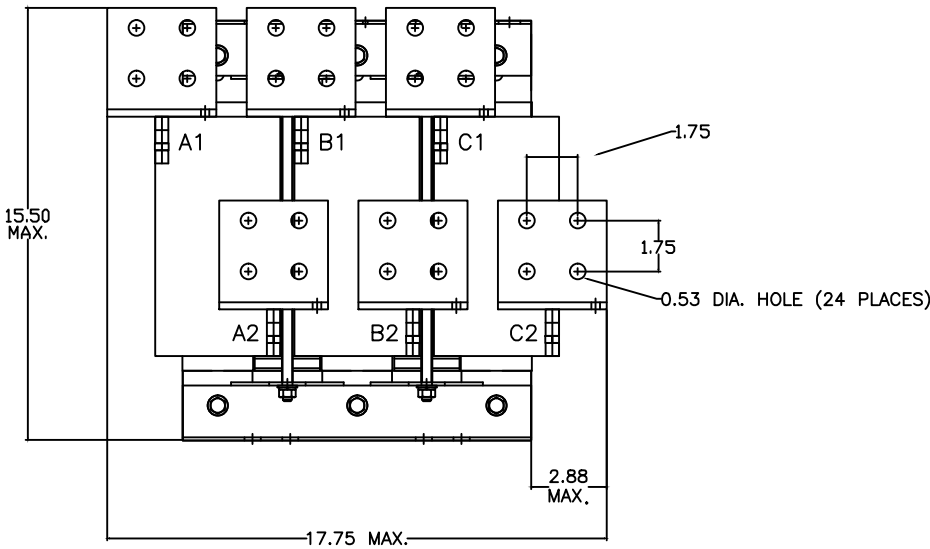 A1
B1
C1
1.75
15.50
MAX.
1.75
0.53 DIA. HOLE (24 PLACES)
A2
B2
C2
2.88
MAX.
17.75 MAX.